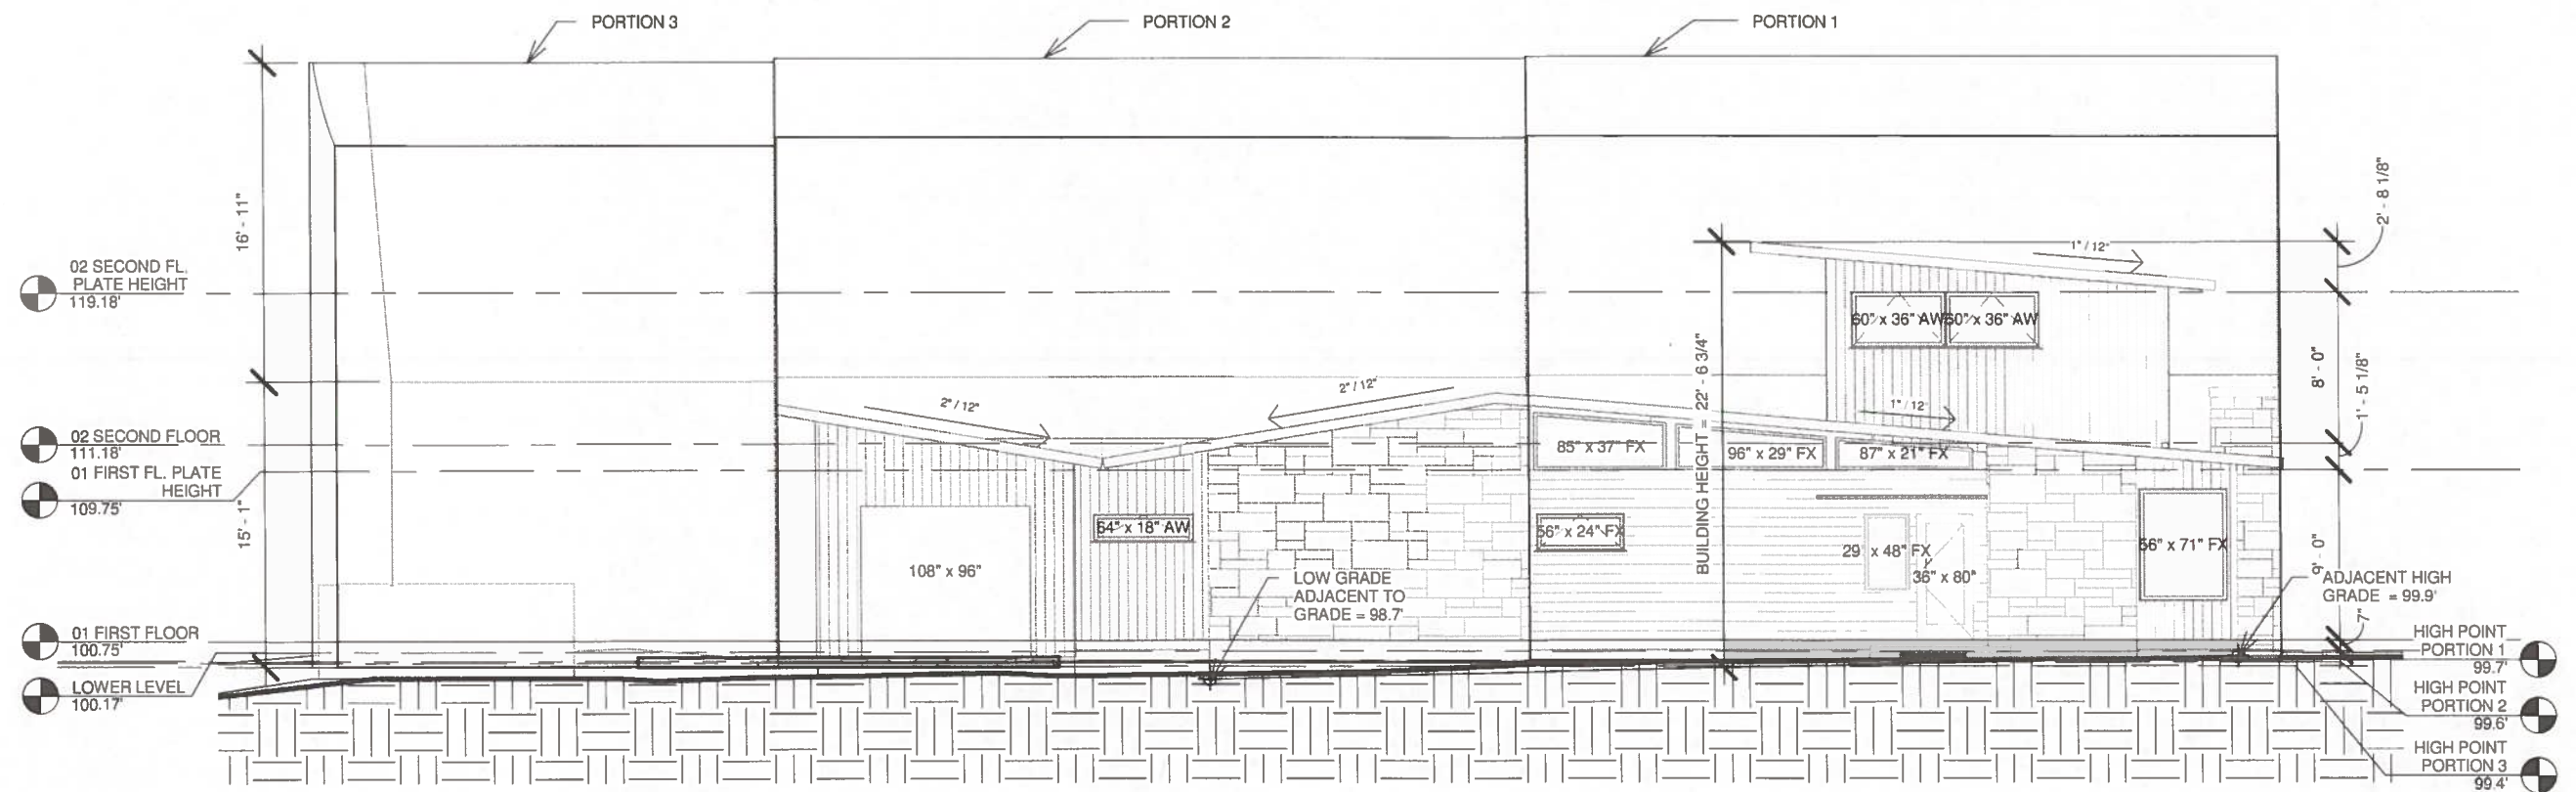 PORTION 3
PORTION 2
PORTION 1
16' - 11"
15' - 1"
02 SECOND FL.
PLATE HEIGHT
119.18'
02 SECOND FLOOR
111.18'
01 FIRST FL. PLATE
HEIGHT
109.75'
01 FIRST FLOOR
100.75'
LOWER LEVEL
100.17'
2" / 12"
2" / 12"
1" / 12"
1" / 12
108" x 96"
64" x 18" AW
LOW GRADE
ADJACENT TO
GRADE = 98.7'
85" x 37" FX
96" x 29" FX
87" x 21" FX
56" x 24" FX
BUILDING HEIGHT = 22' - 6 3/4"
60" x 36" AW
60" x 36" AW
29" x 48" FX
36" x 80"
56" x 71" FX
2' - 8 1/8"
8' - 0"
1' - 5 1/8"
9' - 0"
7"
ADJACENT HIGH
GRADE = 99.9'
HIGH POINT
PORTION 1
99.7'
HIGH POINT
PORTION 2
99.6'
HIGH POINT
PORTION 3
99.4'